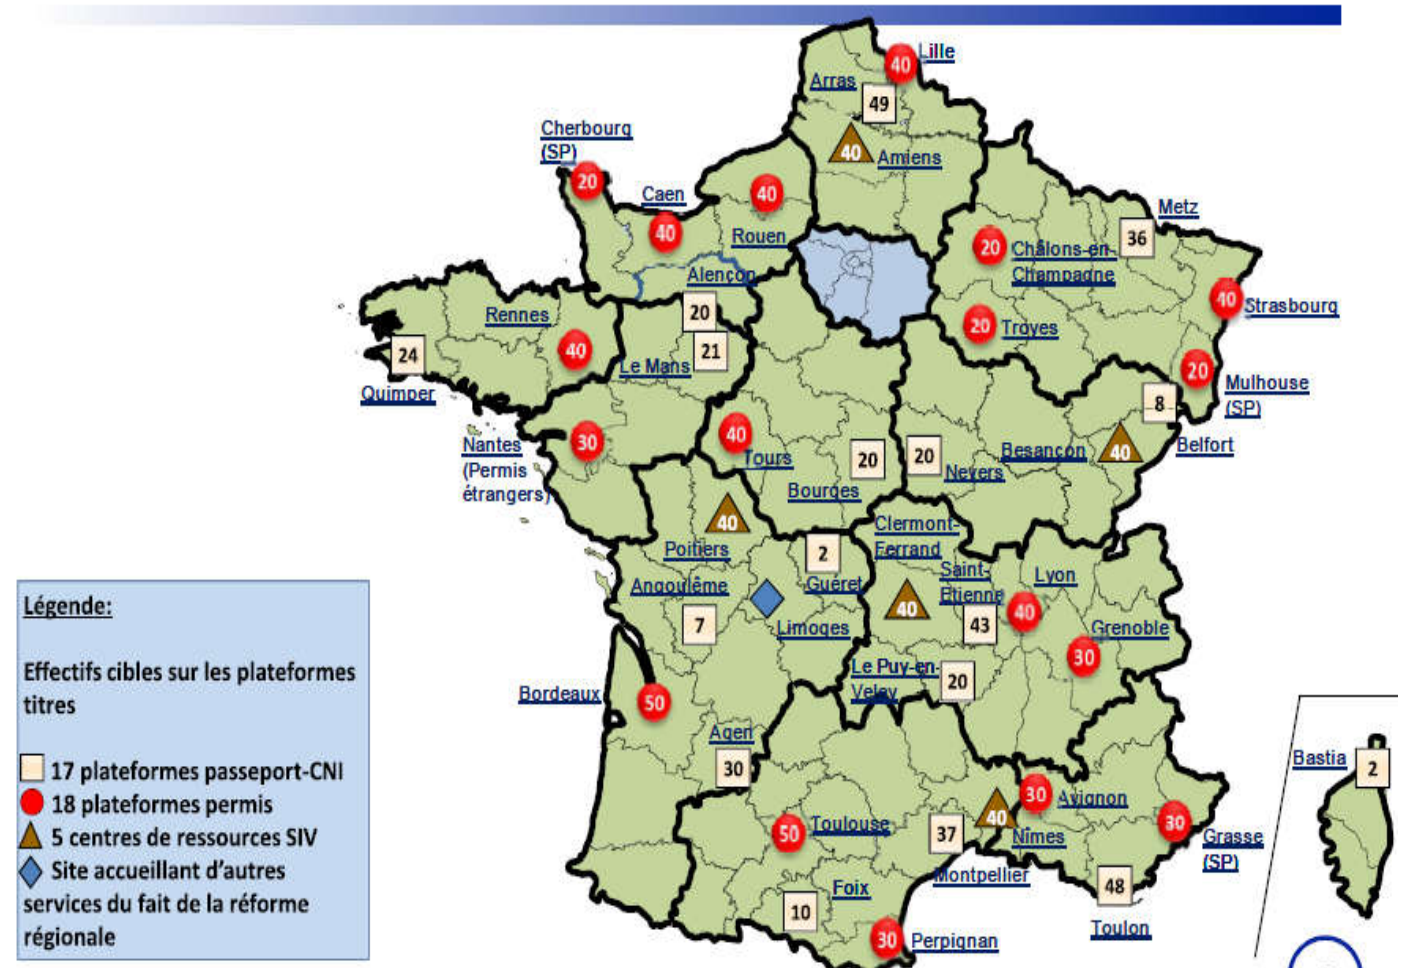 Lille
40
Arras
49
Cherbourg
(SP)
40
Amiens
20
Caen
40
Metz
40
Rouen
36
20
Châlons-en-
Champagne
Alençon
40
Strasbourg
Rennes
20
20
Troyes
40
21
24
Le Mans
20
Mulhouse
(SP)
Quimper
8
Nantes
(Permis
étrangers)
30
40
Tours
20
20
Nevers
Besançon
40
Belfort
Bourges
40
Poitiers
Clermont-
Ferrand
2
Guéret
Saint-
Etienne
Lyon
Angoulême
40
40
7
Limoges
43
Grenoble
30
Le Puy-en-
Velay
20
Bordeaux
50
Agen
30
Bastia
2
30
Avignon
50
Toulouse
37
40
Nîmes
30
Grasse
(SP)
Montpellier
Foix
48
10
Toulon
30
Perpignan
Légende:
Effectifs cibles sur les plateformes
titres
17 plateformes passeport-CNI
18 plateformes permis
5 centres de ressources SIV
Site accueillant d’autres
services du fait de la réforme
régionale